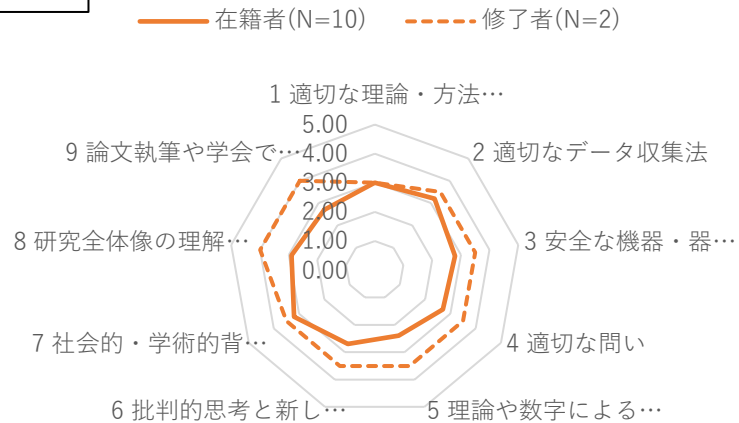 在籍者(N=10) 修了者(N=2)
1 適切な理論・方法…
5.00
4.00
3.00
2.00
1.00
0.00
2 適切なデータ収集法
3 安全な機器・器…
4 適切な問い
5 理論や数字による…
6 批判的思考と新し…
7 社会的・学術的背…
8 研究全体像の理解…
9 論文執筆や学会で…